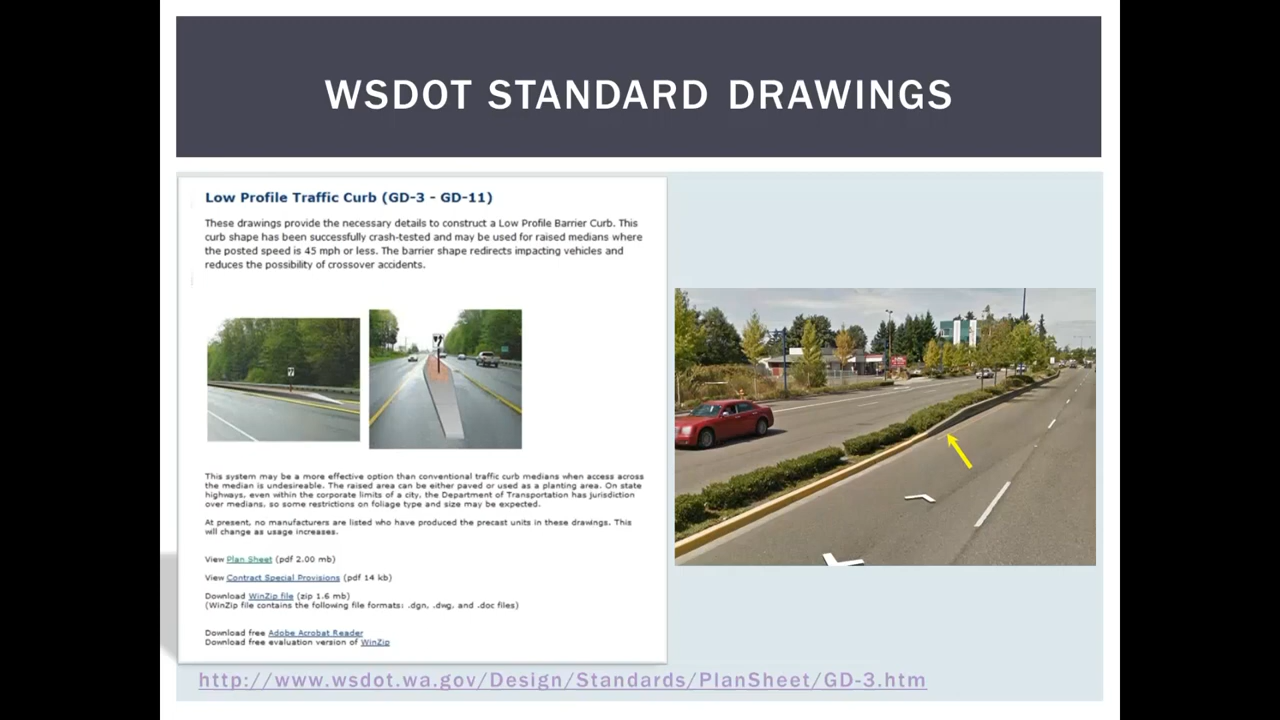 WSDOT STANDARD DRAWINGS
Low Profile Traffic Curb (GD-3 - GD-11)
These drawings provide the necessary details to construct a Low Profile Barrier Curb. This
curb shape has been successfully crash-tested and may be used for raised medians where
the posted speed is 45 mph or less. The barrier shape redirects impacting vehicles and
reduces the possibility of crossover accidents.
This system may be a more effective option than conventional traffic curb medians when access across
the median is undesireable. The raised area can be either paved or used as a planting area. On state
highways, even within the corporate limits of a city, the Department of Transportation has jurisdiction
over medians, so some restrictions on foliage type and size may be expected.
At present, no manufacturers are listed who have produced the precast units in these drawings. This
will change as usage increases.
View Plan Sheet (pdf 2.00 mb)
View Contract Special Provisions (pdf 14 kb)
Download WinZip file (zip 1.6 mb)
(WinZip file contains the following file formats: .dgn, .dwg, and .doc files)
Download free Adobe Acrobat Reader
Download free evaluation version of WinZip
http://www.wsdot.wa.gov/Design/Standards/PlanSheet/GD-3.htm